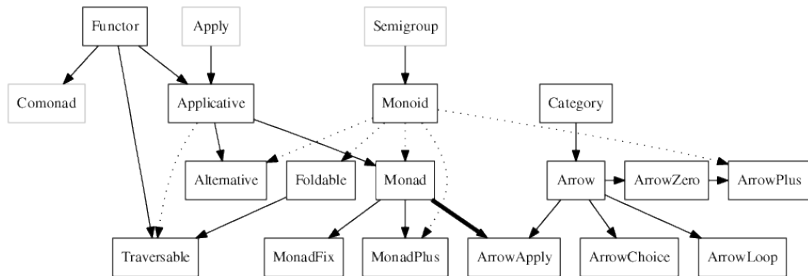 Functor
Apply
Semigroup
Comonad
Applicative
Monoid
Category
Alternative
Foldable
Monad
Arrow
ArrowZero
ArrowPlus
Traversable
MonadFix
MonadPlus
ArrowApply
ArrowChoice
ArrowLoop